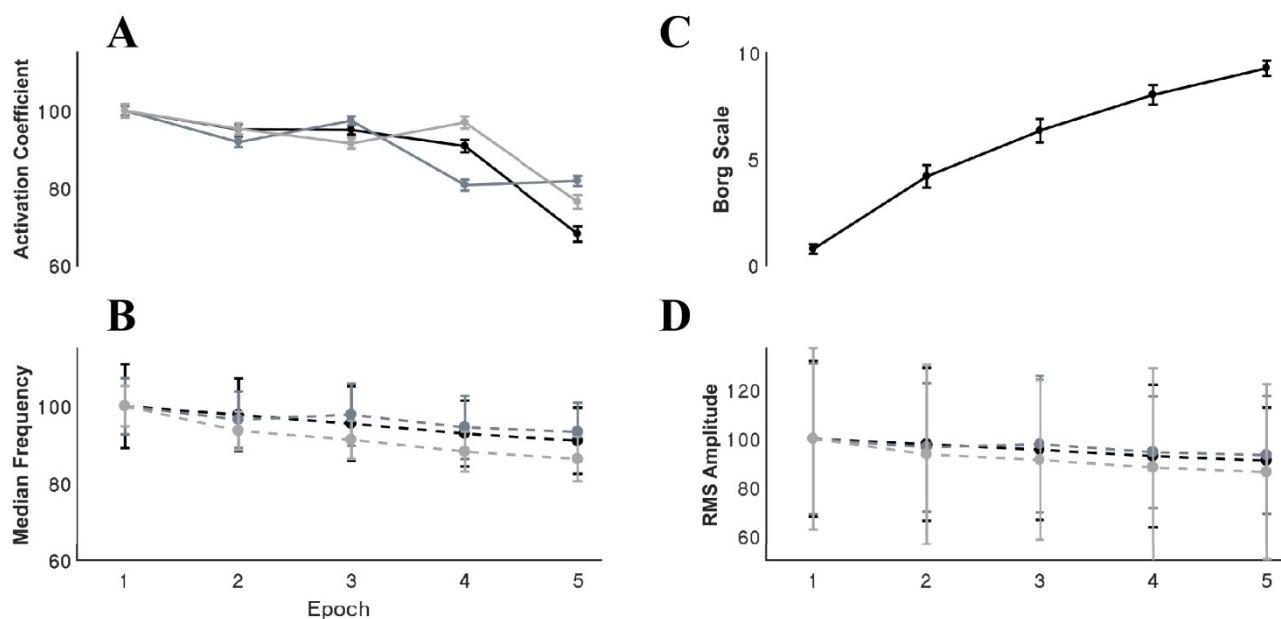 A
Activation Coefficient
100
80
60
C
Borg Scale
10
5
0
B
Median Frequency
100
80
60
1 2 3 4 5
Epoch
D
RMS Amplitude
120
100
80
60
1 2 3 4 5